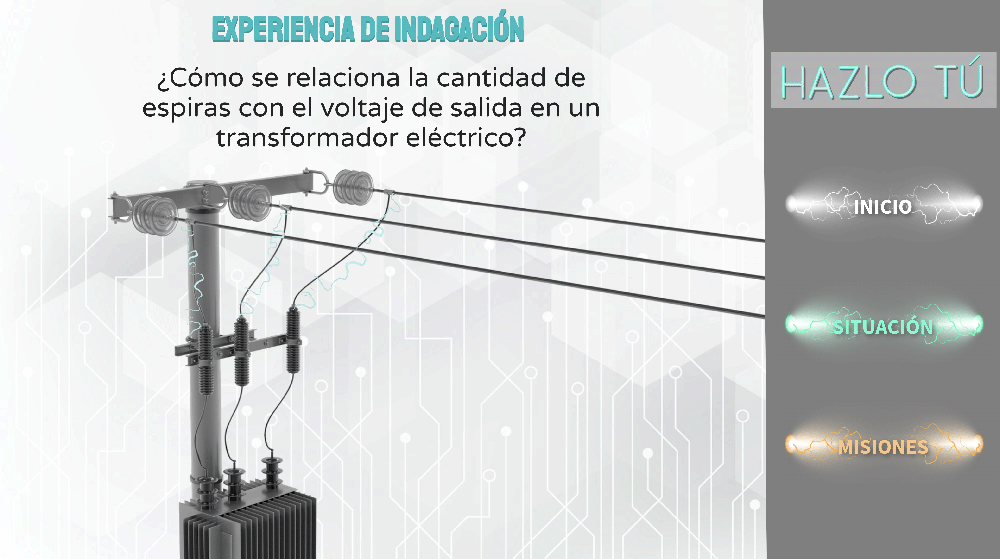 EXPERIENCIA DE INDAGACIÓN
¿Cómo se relaciona la cantidad de
espiras con el voltaje de salida en un
transformador eléctrico?
HAZLO TÚ
INICIO
SITUACIÓN
MISIONES